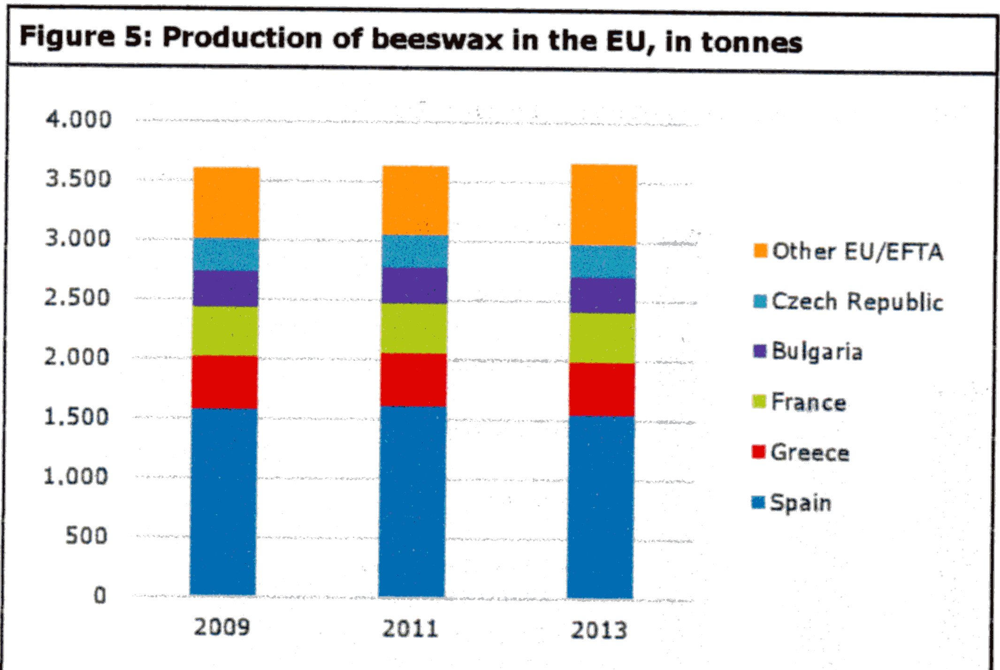 Figure 5: Production of beeswax in the EU, in tonnes
4.000
3.500
3.000
2.500
2.000
1.500
1.000
500
0
2009 2011 2013
Other EU/EFTA
Czech Republic
Bulgaria
France
Greece
Spain